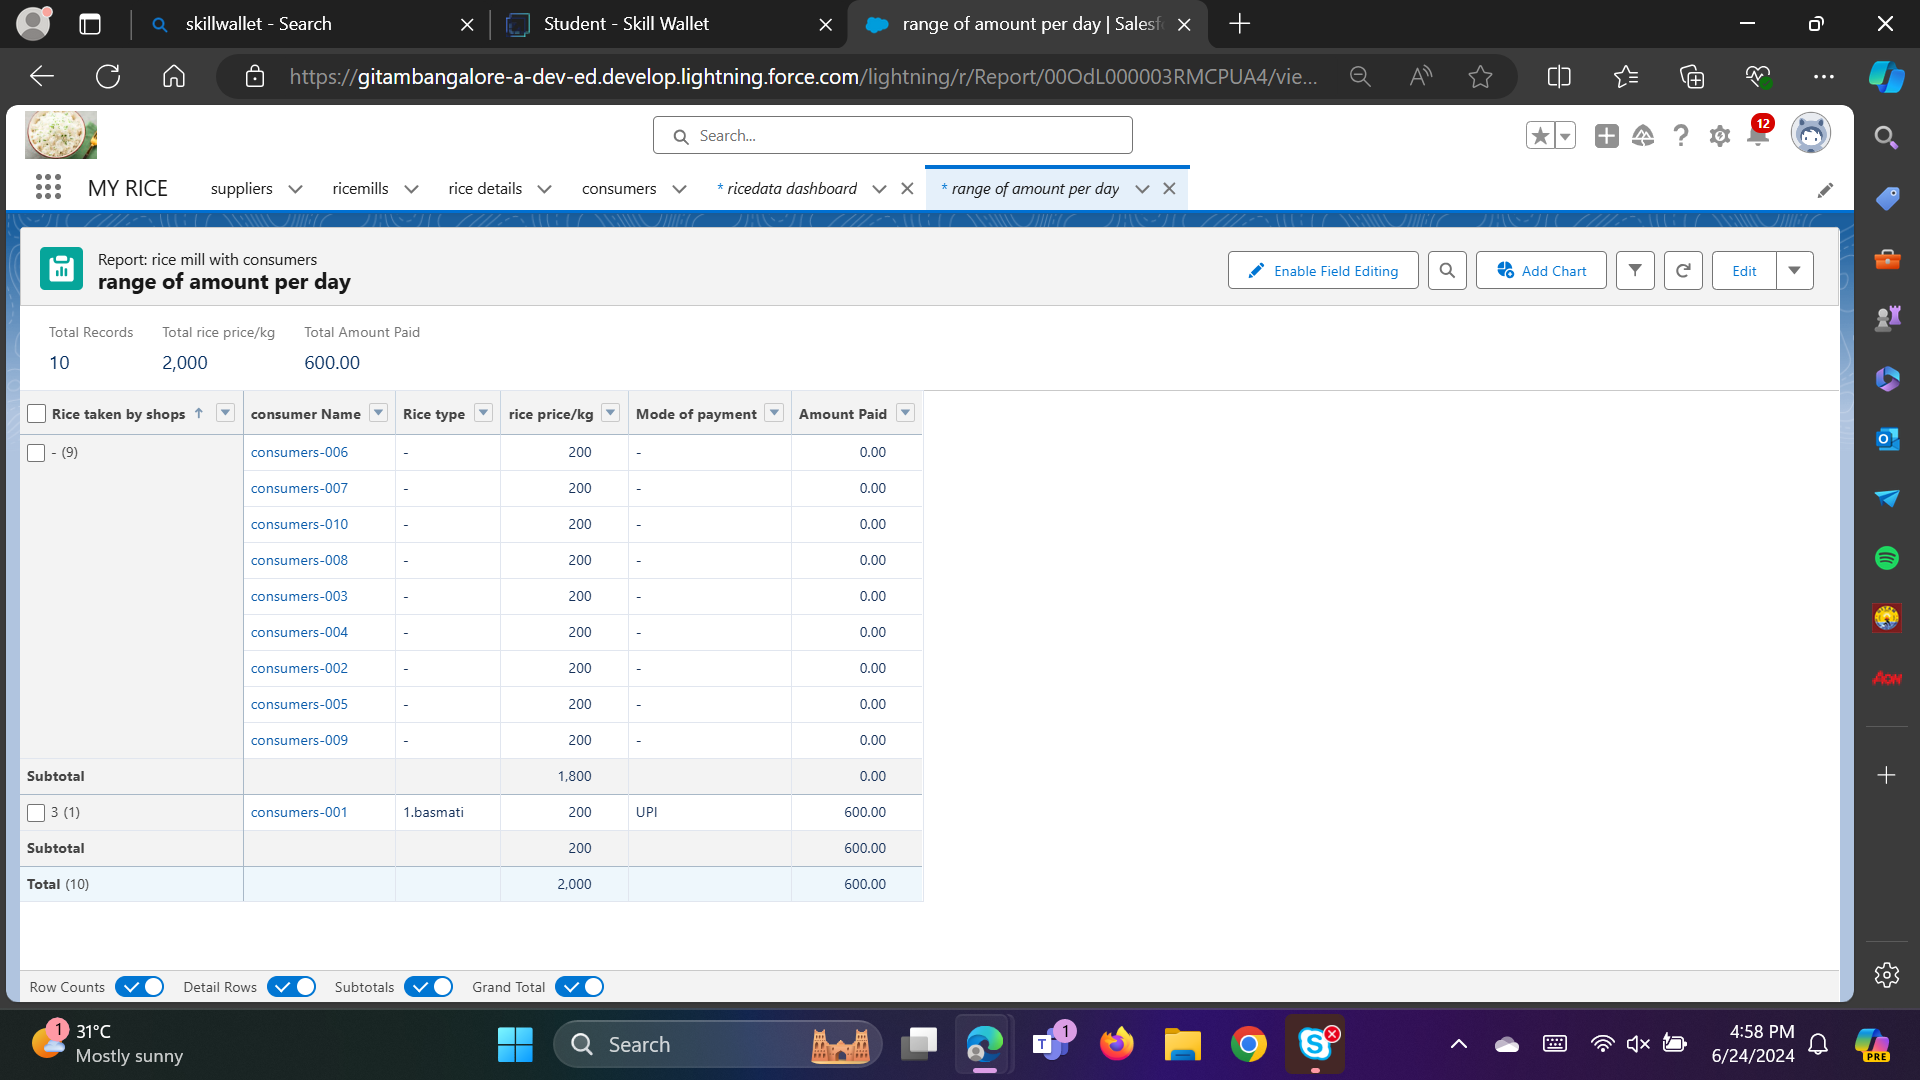 skillwallet - Search
Student - Skill Wallet
range of amount per day | Salesf
https://gitambangalore-a-dev-ed.develop.lightning.force.com/lightning/r/Report/00OdL000003RMCPUA4/vie...
Search...
12
MY RICE
suppliers
ricemills
rice details
consumers
* ricedata dashboard
* range of amount per day
Report: rice mill with consumers
range of amount per day
Enable Field Editing
Add Chart
Edit
Total Records
Total rice price/kg
Total Amount Paid
10
2,000
600.00
Rice taken by shops ↑ consumer Name Rice type rice price/kg Mode of payment Amount Paid
- (9) consumers-006 - 200 - 0.00
consumers-007 - 200 - 0.00
consumers-010 - 200 - 0.00
consumers-008 - 200 - 0.00
consumers-003 - 200 - 0.00
consumers-004 - 200 - 0.00
consumers-002 - 200 - 0.00
consumers-005 - 200 - 0.00
consumers-009 - 200 - 0.00
Subtotal 1,800 0.00
3 (1) consumers-001 1.basmati 200 UPI 600.00
Subtotal 200 600.00
Total (10) 2,000 600.00
Row Counts
Detail Rows
Subtotals
Grand Total
Aon
1
31°C
Mostly sunny
Search
1
4:58 PM
6/24/2024
PRE